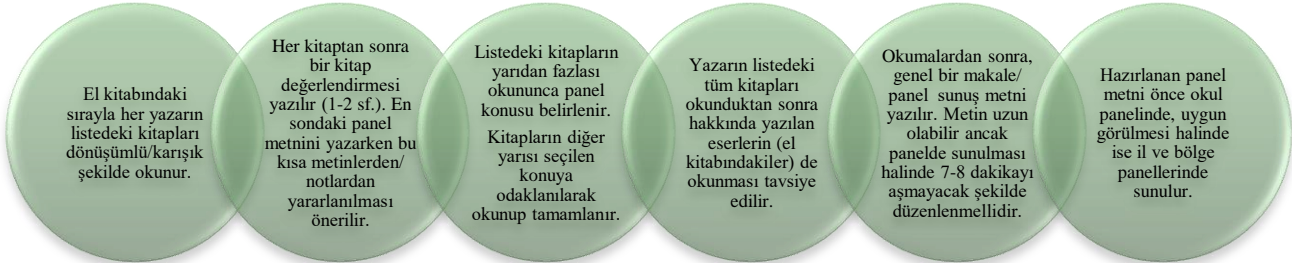 El kitabındaki
sırayla her yazarın
listedeki kitapları
dönüşümlü/karışık
şekilde okunur.
Her kitaptan sonra
bir kitap
değerlendirmesi
yazılır (1-2 sf.). En
sondaki panel
metnini yazarken bu
kısa metinlerden/
notlardan
yararlanılması
önerilir.
Listedeki kitapların
yarıdan fazlası
okununca panel
konusu belirlenir.
Kitapların diğer
yarısı seçilen
konuya
odaklanılarak
okunup tamamlanır.
Yazarın listedeki
tüm kitapları
okunduktan sonra
hakkında yazılan
eserlerin (el
kitabındakiler) de
okunması tavsiye
edilir.
Okumalardan sonra,
genel bir makale/
panel sunuş metni
yazılır. Metin uzun
olabilir ancak
panelde sunulması
halinde 7-8 dakikayı
aşmayacak şekilde
düzenlenmellidir.
Hazırlanan panel
metni önce okul
panelinde, uygun
görülmesi halinde
ise il ve bölge
panellerinde
sunulur.